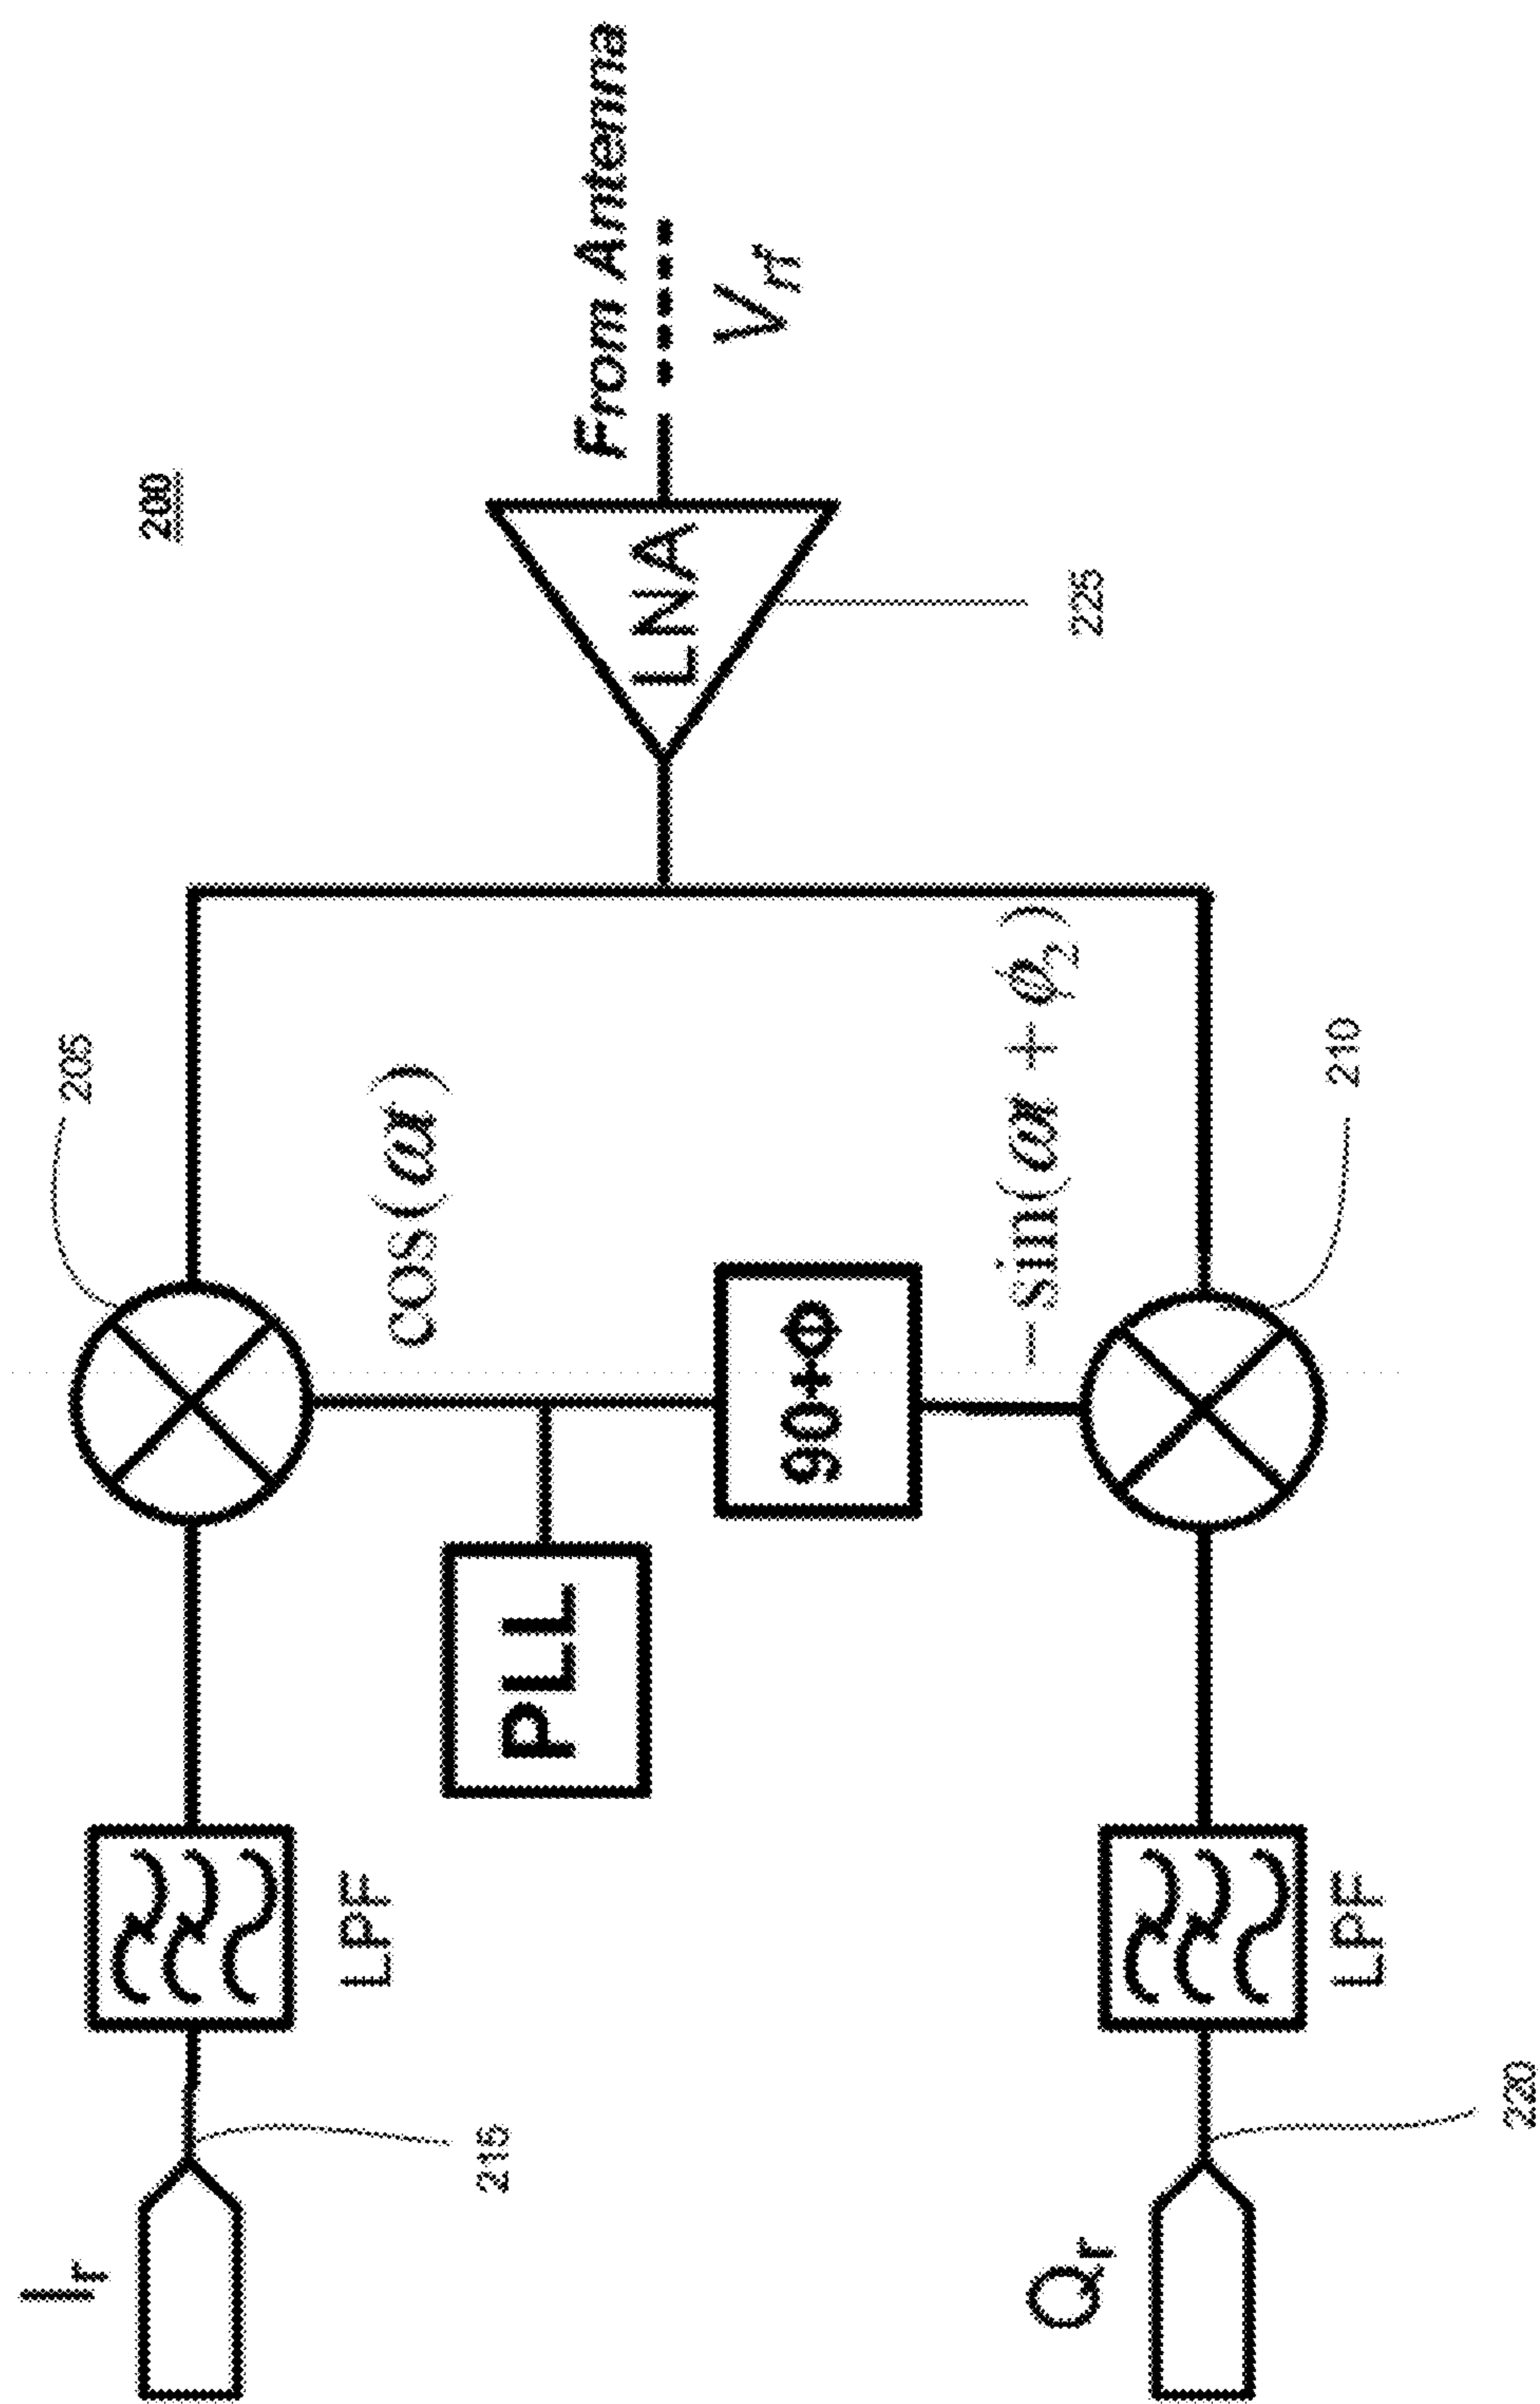 200
From Antenna
V_rf
LNA
225
205
cos(ωt)
90+Φ
−sin(ωt + ϕ₂)
210
PLL
LPF
LPF
215
220
I_r
Q_r